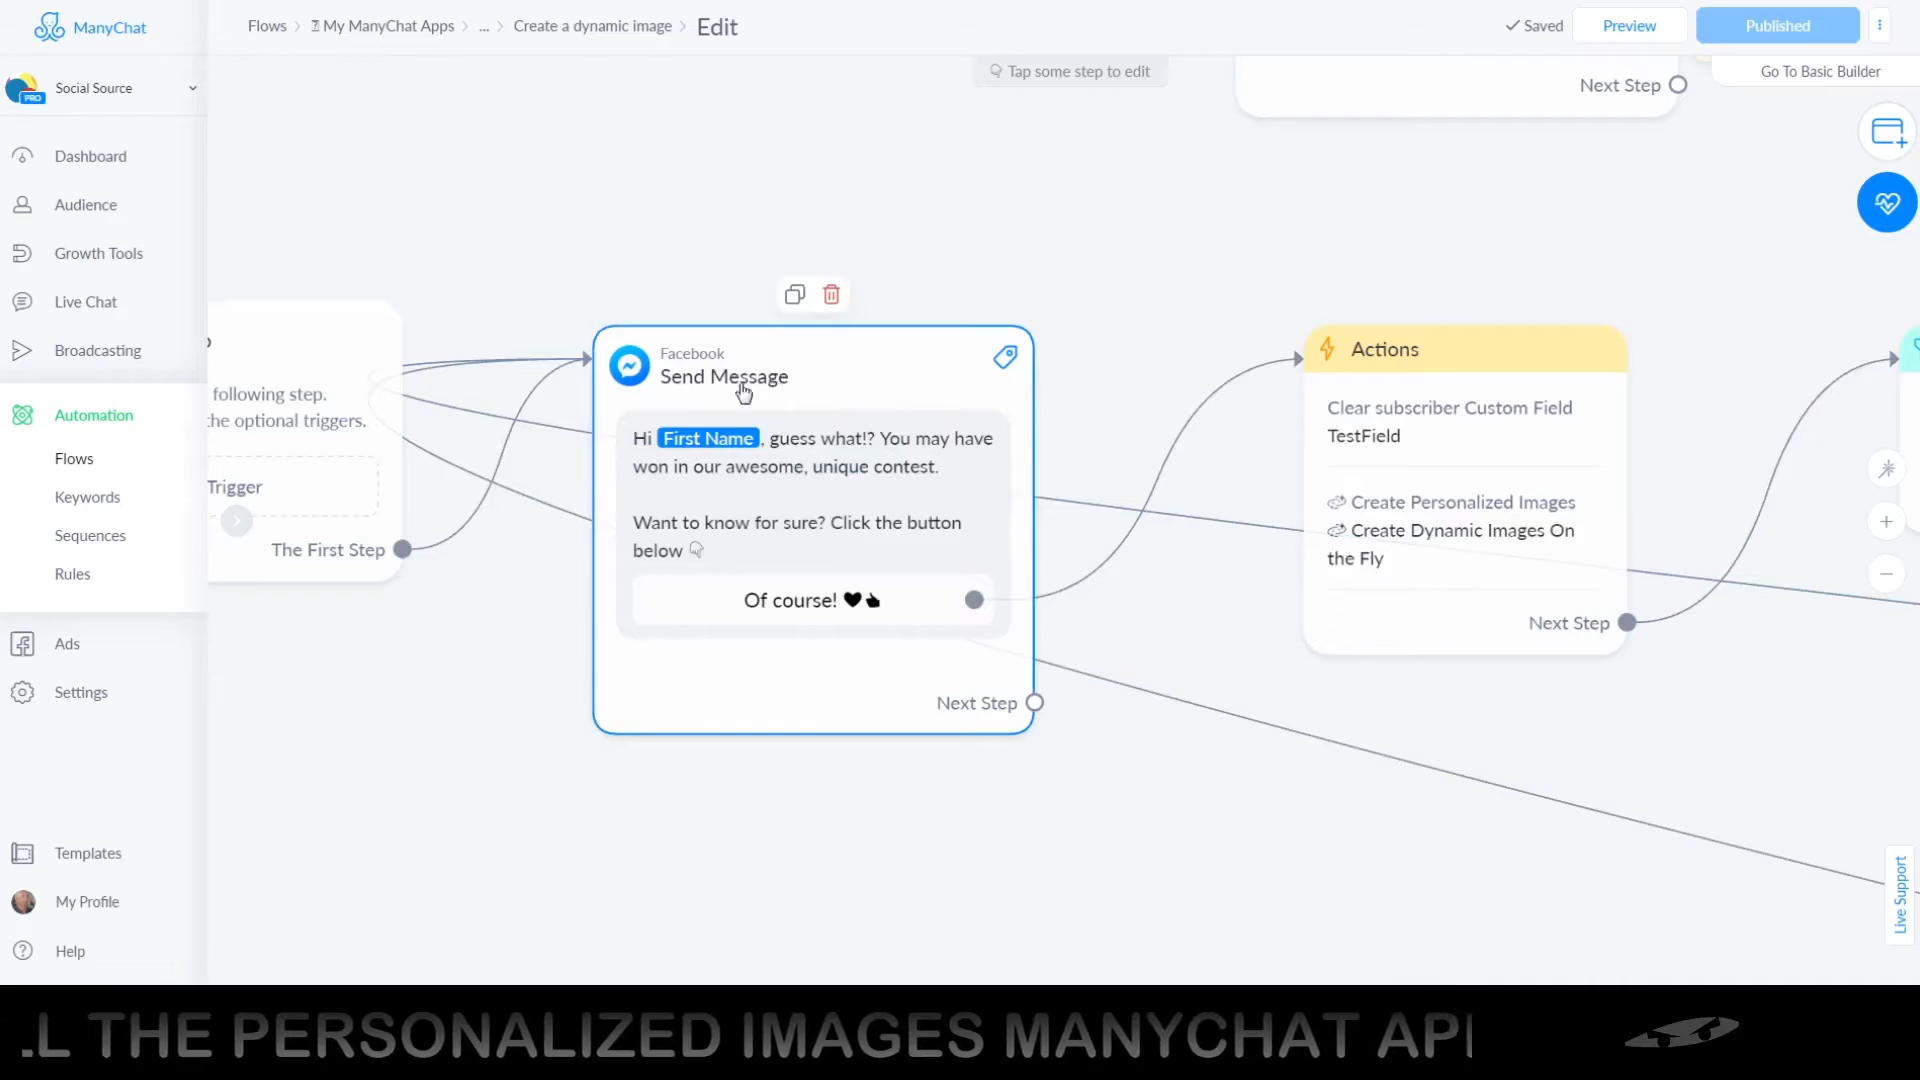 ManyChat
Flows
My ManyChat Apps
...
Create a dynamic image
Edit
Saved
Preview
Published
Tap some step to edit
Go To Basic Builder
Next Step
PRO
Social Source
Dashboard
Audience
Growth Tools
Live Chat
Broadcasting
Automation
Flows
Keywords
Sequences
Rules
Ads
Settings
Templates
My Profile
Help
following step.
the optional triggers.
Trigger
The First Step
Facebook
Send Message
Hi First Name, guess what!? You may have
won in our awesome, unique contest.
Want to know for sure? Click the button
below
Of course!
Next Step
Actions
Clear subscriber Custom Field
TestField
Create Personalized Images
Create Dynamic Images On
the Fly
Next Step
Live Support
THE PERSONALIZED IMAGES MANYCHAT